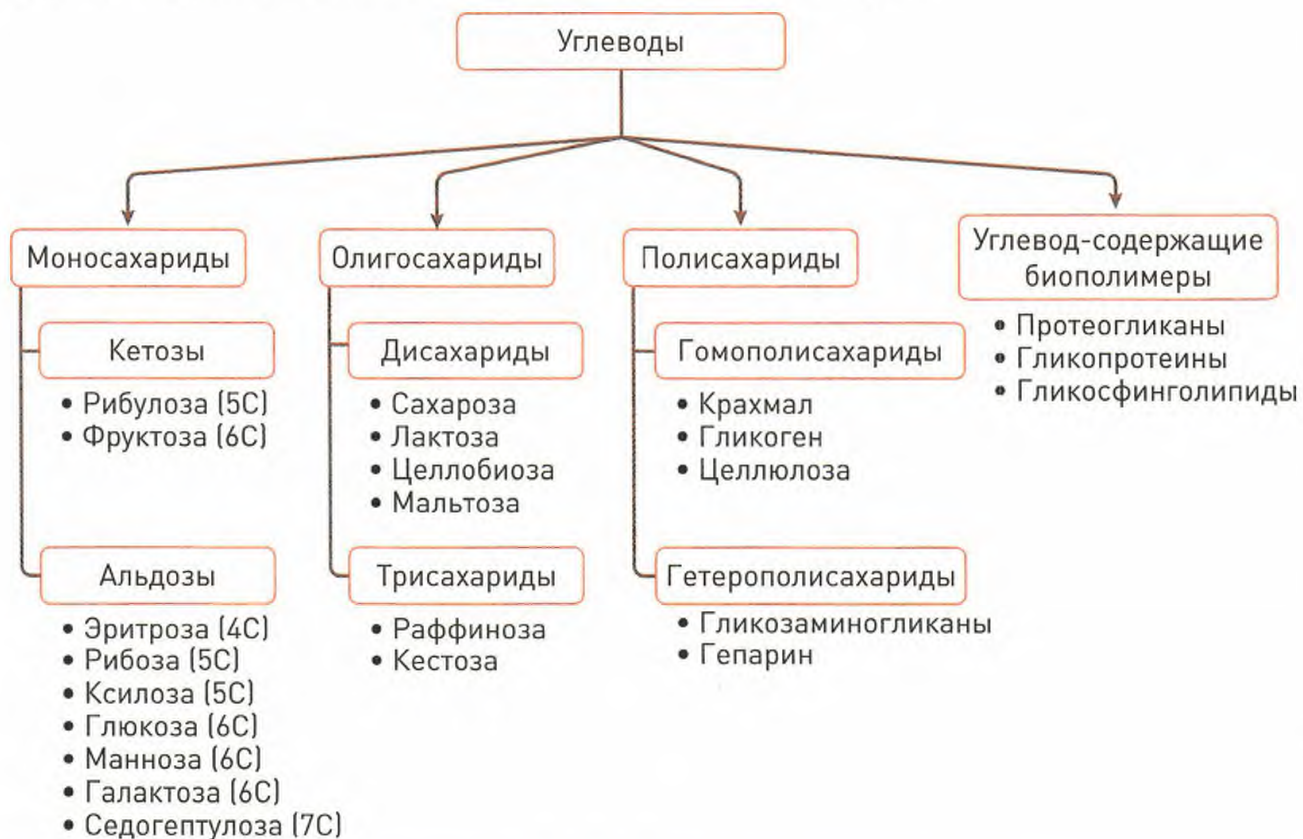 Углеводы
Моносахариды
Кетозы
• Рибулоза (5С)
• Фруктоза (6С)
Альдозы
• Эритроза (4С)
• Рибоза (5С)
• Ксилоза (5С)
• Глюкоза (6С)
• Манноза (6С)
• Галактоза (6С)
• Седогептулоза (7С)
Олигосахариды
Дисахариды
• Сахароза
• Лактоза
• Целлобиоза
• Мальтоза
Трисахариды
• Раффиноза
• Кестоза
Полисахариды
Гомополисахариды
• Крахмал
• Гликоген
• Целлюлоза
Гетерополисахариды
• Гликозаминогликаны
• Гепарин
Углевод-содержащие
биополимеры
• Протеогликаны
• Гликопротеины
• Гликосфинголипиды